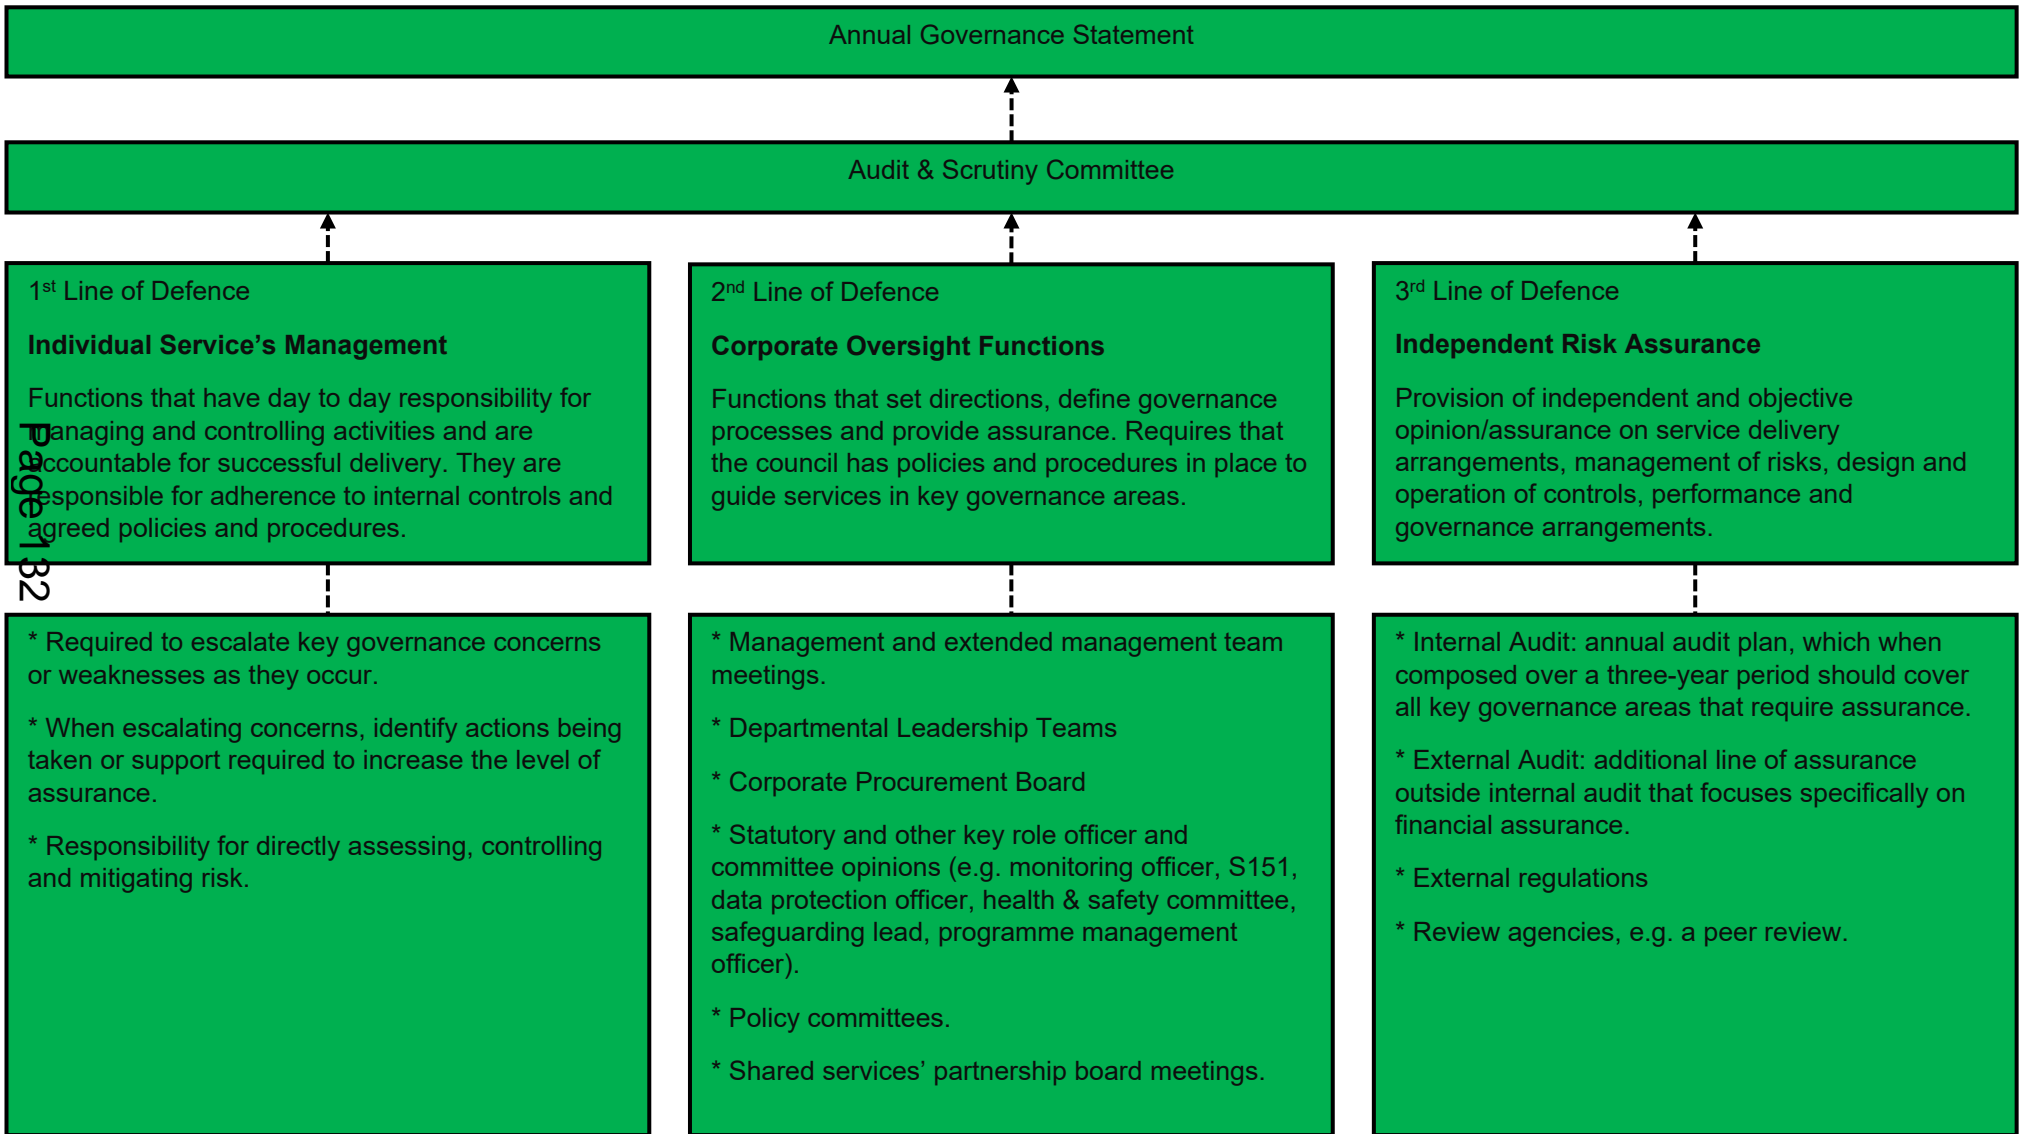 Annual Governance Statement
Audit & Scrutiny Committee
1st Line of Defence
Individual Service’s Management
Functions that have day to day responsibility for
managing and controlling activities and are
accountable for successful delivery. They are
responsible for adherence to internal controls and
agreed policies and procedures.
* Required to escalate key governance concerns
or weaknesses as they occur.
* When escalating concerns, identify actions being
taken or support required to increase the level of
assurance.
* Responsibility for directly assessing, controlling
and mitigating risk.
2nd Line of Defence
Corporate Oversight Functions
Functions that set directions, define governance
processes and provide assurance. Requires that
the council has policies and procedures in place to
guide services in key governance areas.
* Management and extended management team
meetings.
* Departmental Leadership Teams
* Corporate Procurement Board
* Statutory and other key role officer and
committee opinions (e.g. monitoring officer, S151,
data protection officer, health & safety committee,
safeguarding lead, programme management
officer).
* Policy committees.
* Shared services’ partnership board meetings.
3rd Line of Defence
Independent Risk Assurance
Provision of independent and objective
opinion/assurance on service delivery
arrangements, management of risks, design and
operation of controls, performance and
governance arrangements.
* Internal Audit: annual audit plan, which when
composed over a three-year period should cover
all key governance areas that require assurance.
* External Audit: additional line of assurance
outside internal audit that focuses specifically on
financial assurance.
* External regulations
* Review agencies, e.g. a peer review.
Page 132